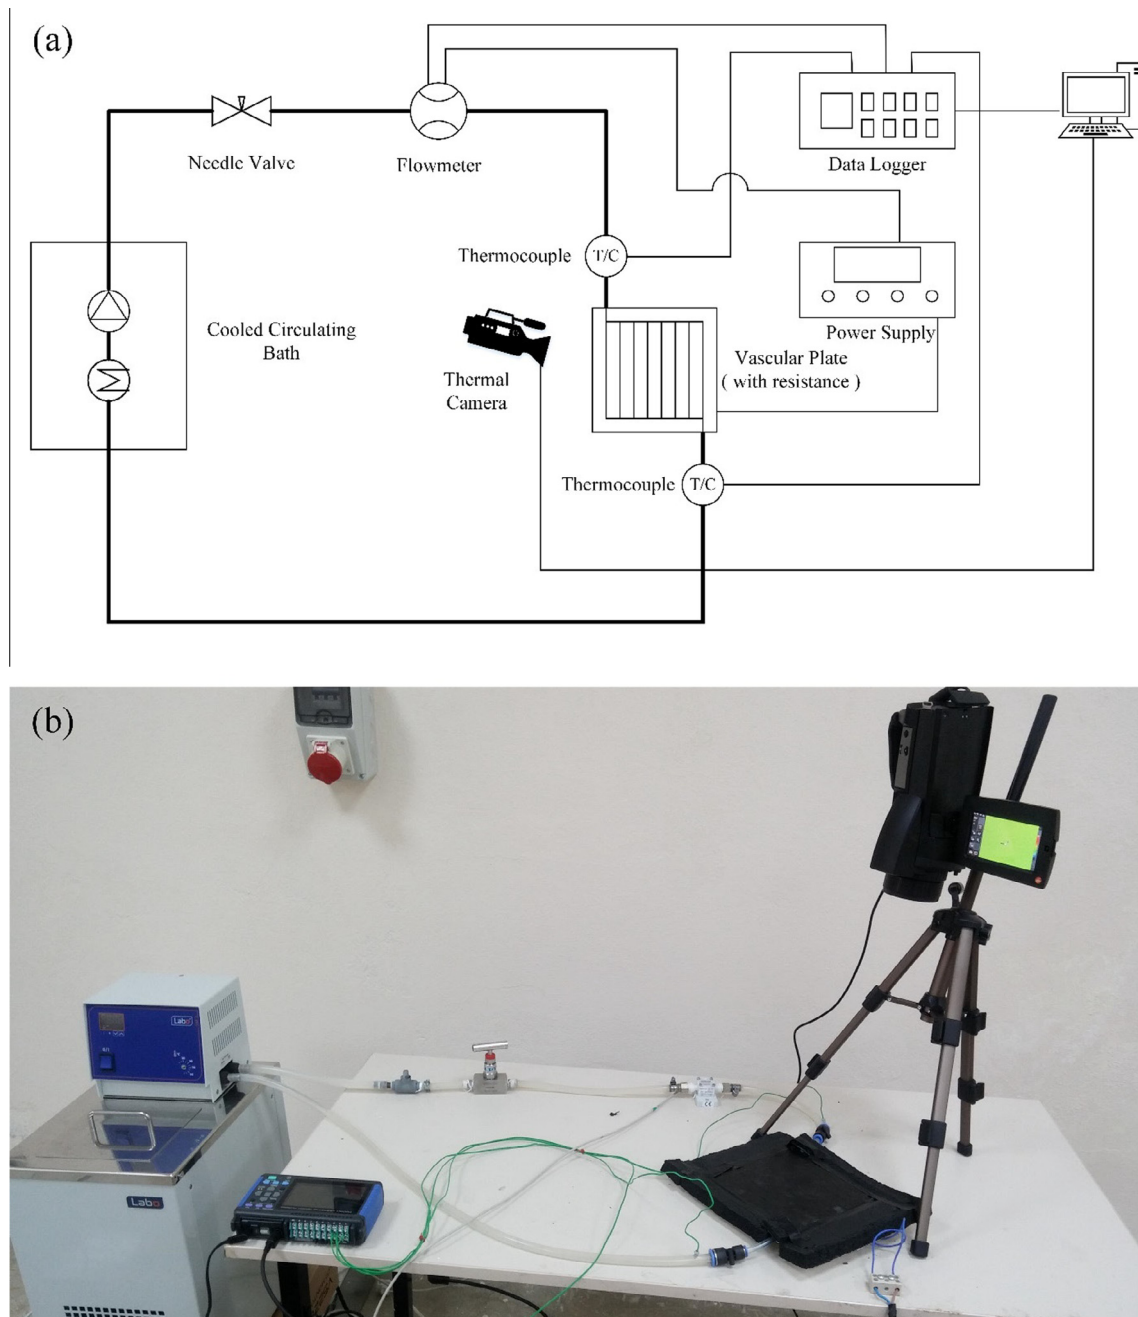 (a)
Needle Valve
Flowmeter
Data Logger
Thermocouple
T/C
Power Supply
Cooled Circulating
Bath
Thermal
Camera
Vascular Plate
( with resistance )
Thermocouple
T/C
(b)
Labo
Labo